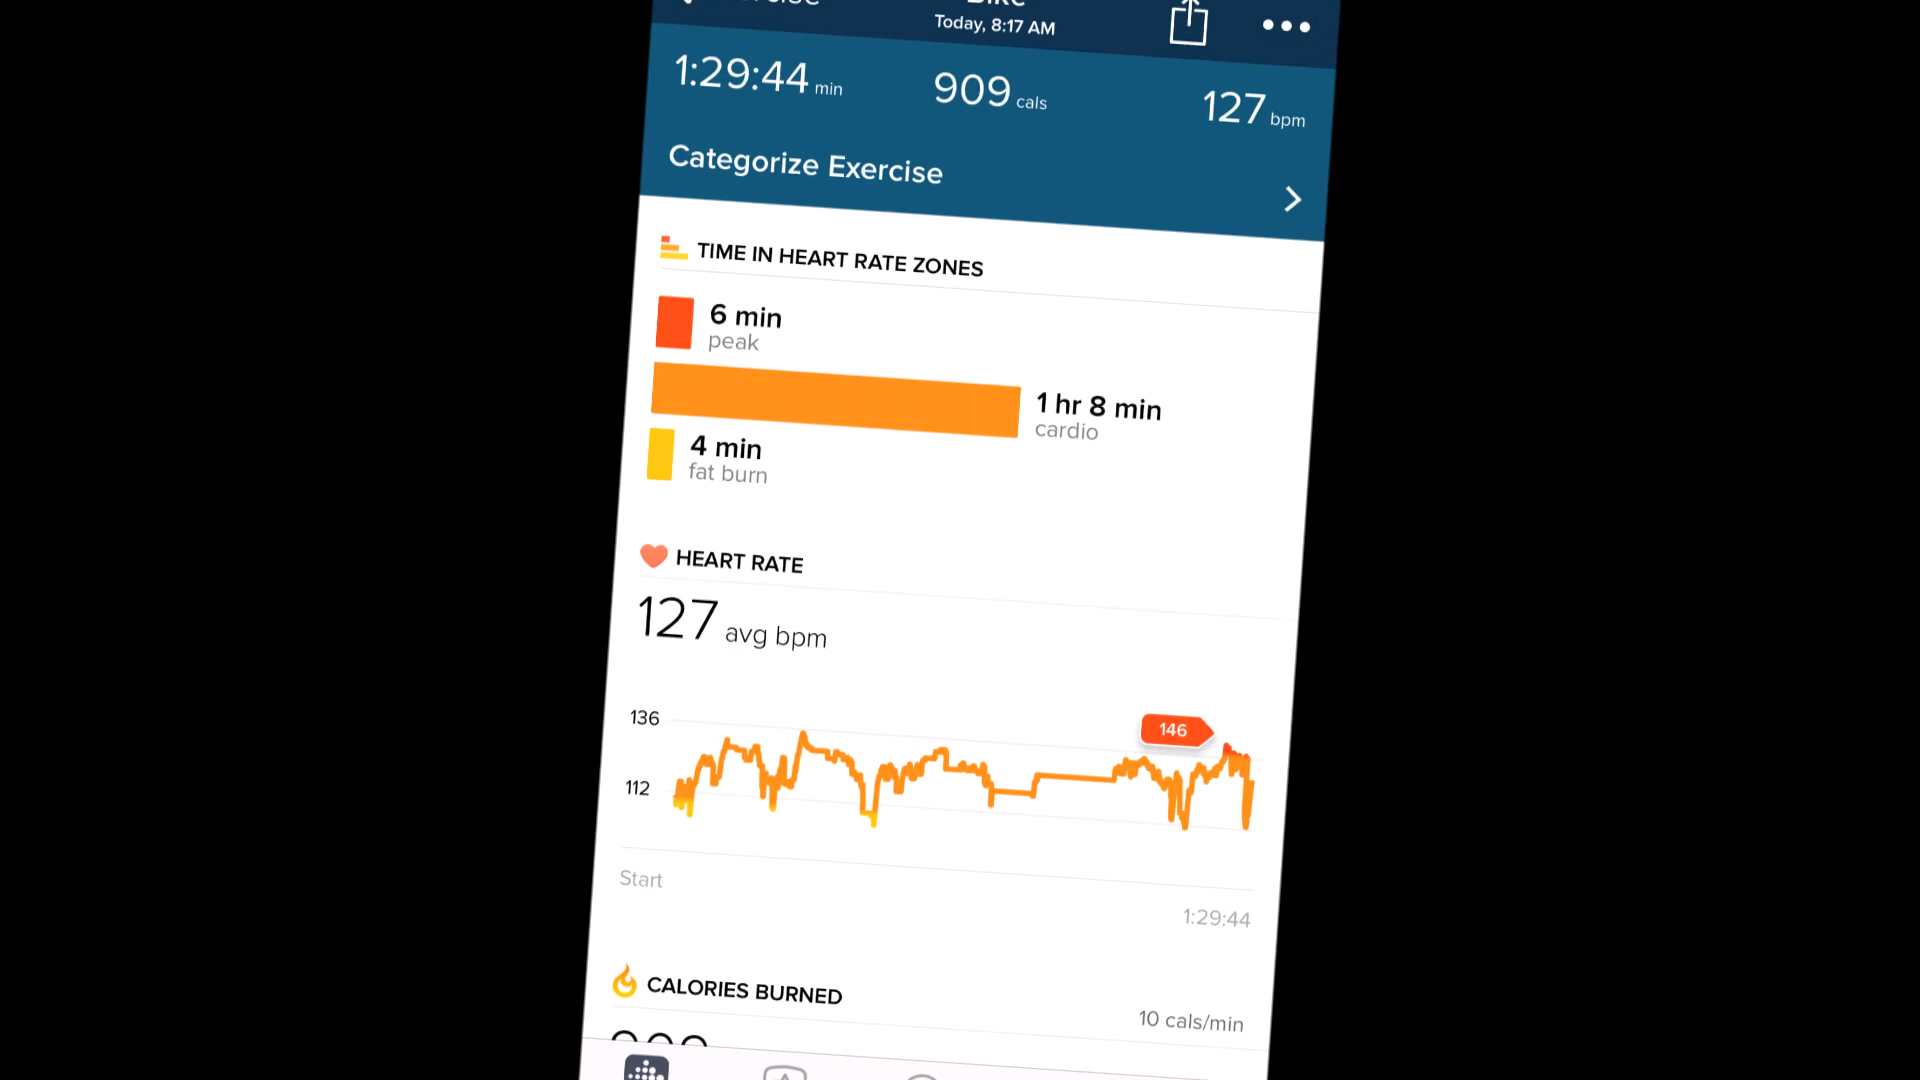 Today, 8:17 AM
1:29:44 min 909 cals 127 bpm
Categorize Exercise
TIME IN HEART RATE ZONES
6 min
peak
1 hr 8 min
cardio
4 min
fat burn
HEART RATE
127 avg bpm
136
146
112
Start
1:29:44
CALORIES BURNED
10 cals/min